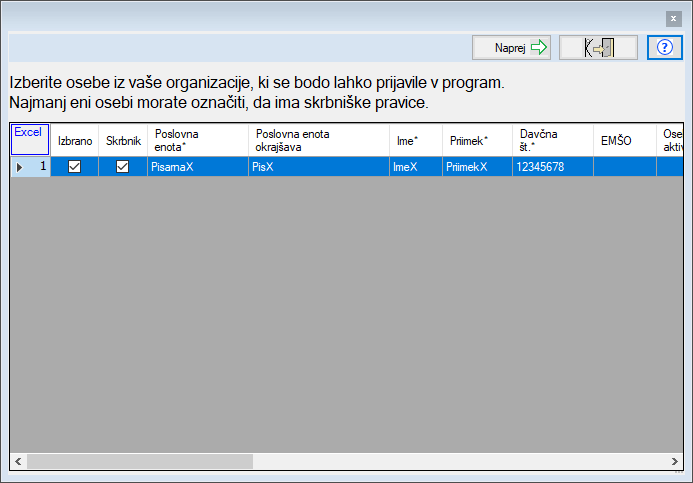 Naprej
Izberite osebe iz vaše organizacije, ki se bodo lahko prijavile v program.
Najmanj eni osebi morate označiti, da ima skrbniške pravice.
Excel Izbrano Skrbnik Poslovna enota* Poslovna enota okrajšava Ime* Priimek* Davčna št.* EMŠO Ose aktiv
1 PisarnaX PisX ImeX PriimekX 12345678